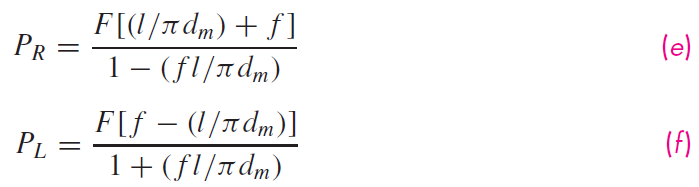 P_R = F[(l/πd_m) + f] / 1 − (fl/πd_m) (e)
P_L = F[f − (l/πd_m)] / 1 + (fl/πd_m) (f)